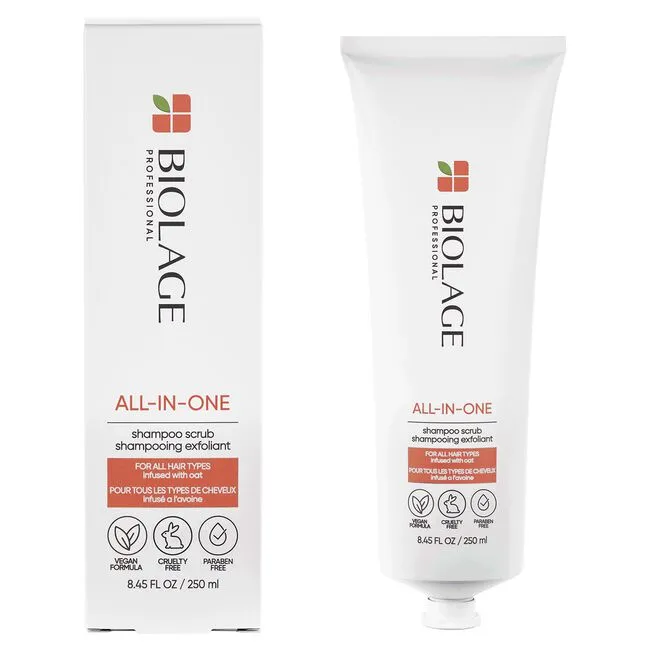 BIOLAGE
PROFESSIONAL
ALL-IN-ONE
shampoo scrub
shampooing exfoliant
FOR ALL HAIR TYPES
infused with oat
POUR TOUS LES TYPES DE CHEVEUX
infusé a l'avoine
VEGAN FORMULA
CRUELTY FREE
PARABEN FREE
8.45 FL OZ / 250 ml
BIOLAGE
PROFESSIONAL
ALL-IN-ONE
shampoo scrub
shampooing exfoliant
FOR ALL HAIR TYPES
infused with oat
POUR TOUS LES TYPES DE CHEVEUX
infusé a l'avoine
VEGAN FORMULA
CRUELTY FREE
PARABEN FREE
8.45 FL OZ / 250 ml